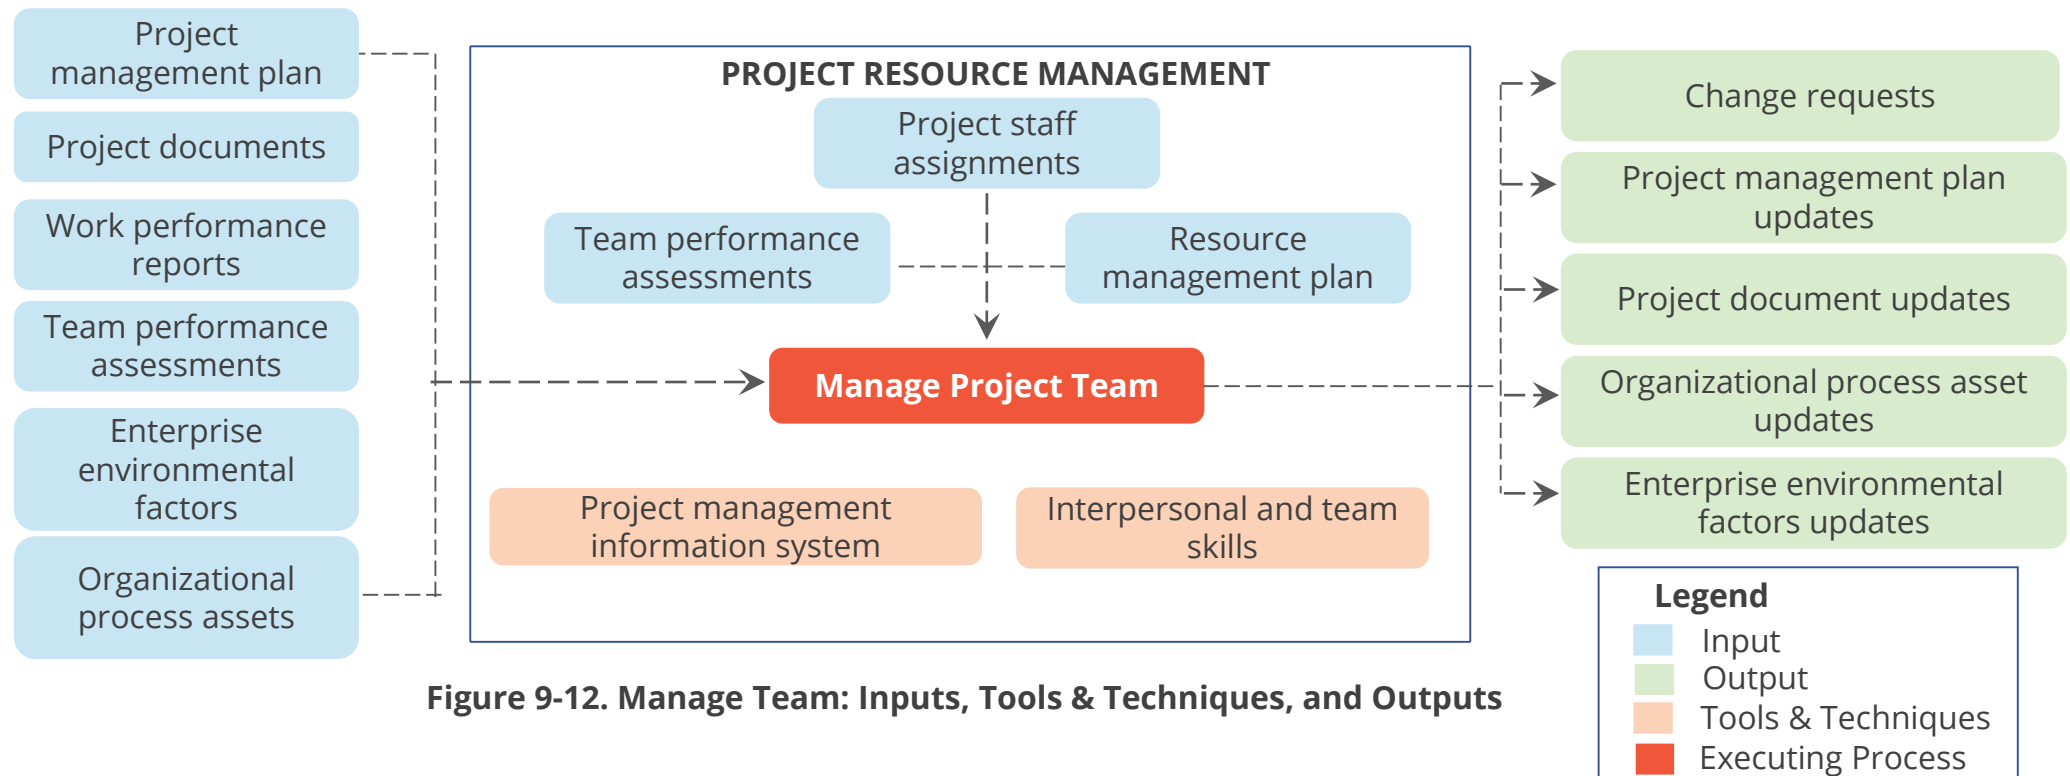 Project
management plan
Project documents
Work performance
reports
Team performance
assessments
Enterprise
environmental
factors
Organizational
process assets
PROJECT RESOURCE MANAGEMENT
Project staff
assignments
Team performance
assessments
Resource
management plan
Manage Project Team
Project management
information system
Interpersonal and team
skills
Change requests
Project management plan
updates
Project document updates
Organizational process asset
updates
Enterprise environmental
factors updates
Legend
Input
Output
Tools & Techniques
Executing Process
Figure 9-12. Manage Team: Inputs, Tools & Techniques, and Outputs